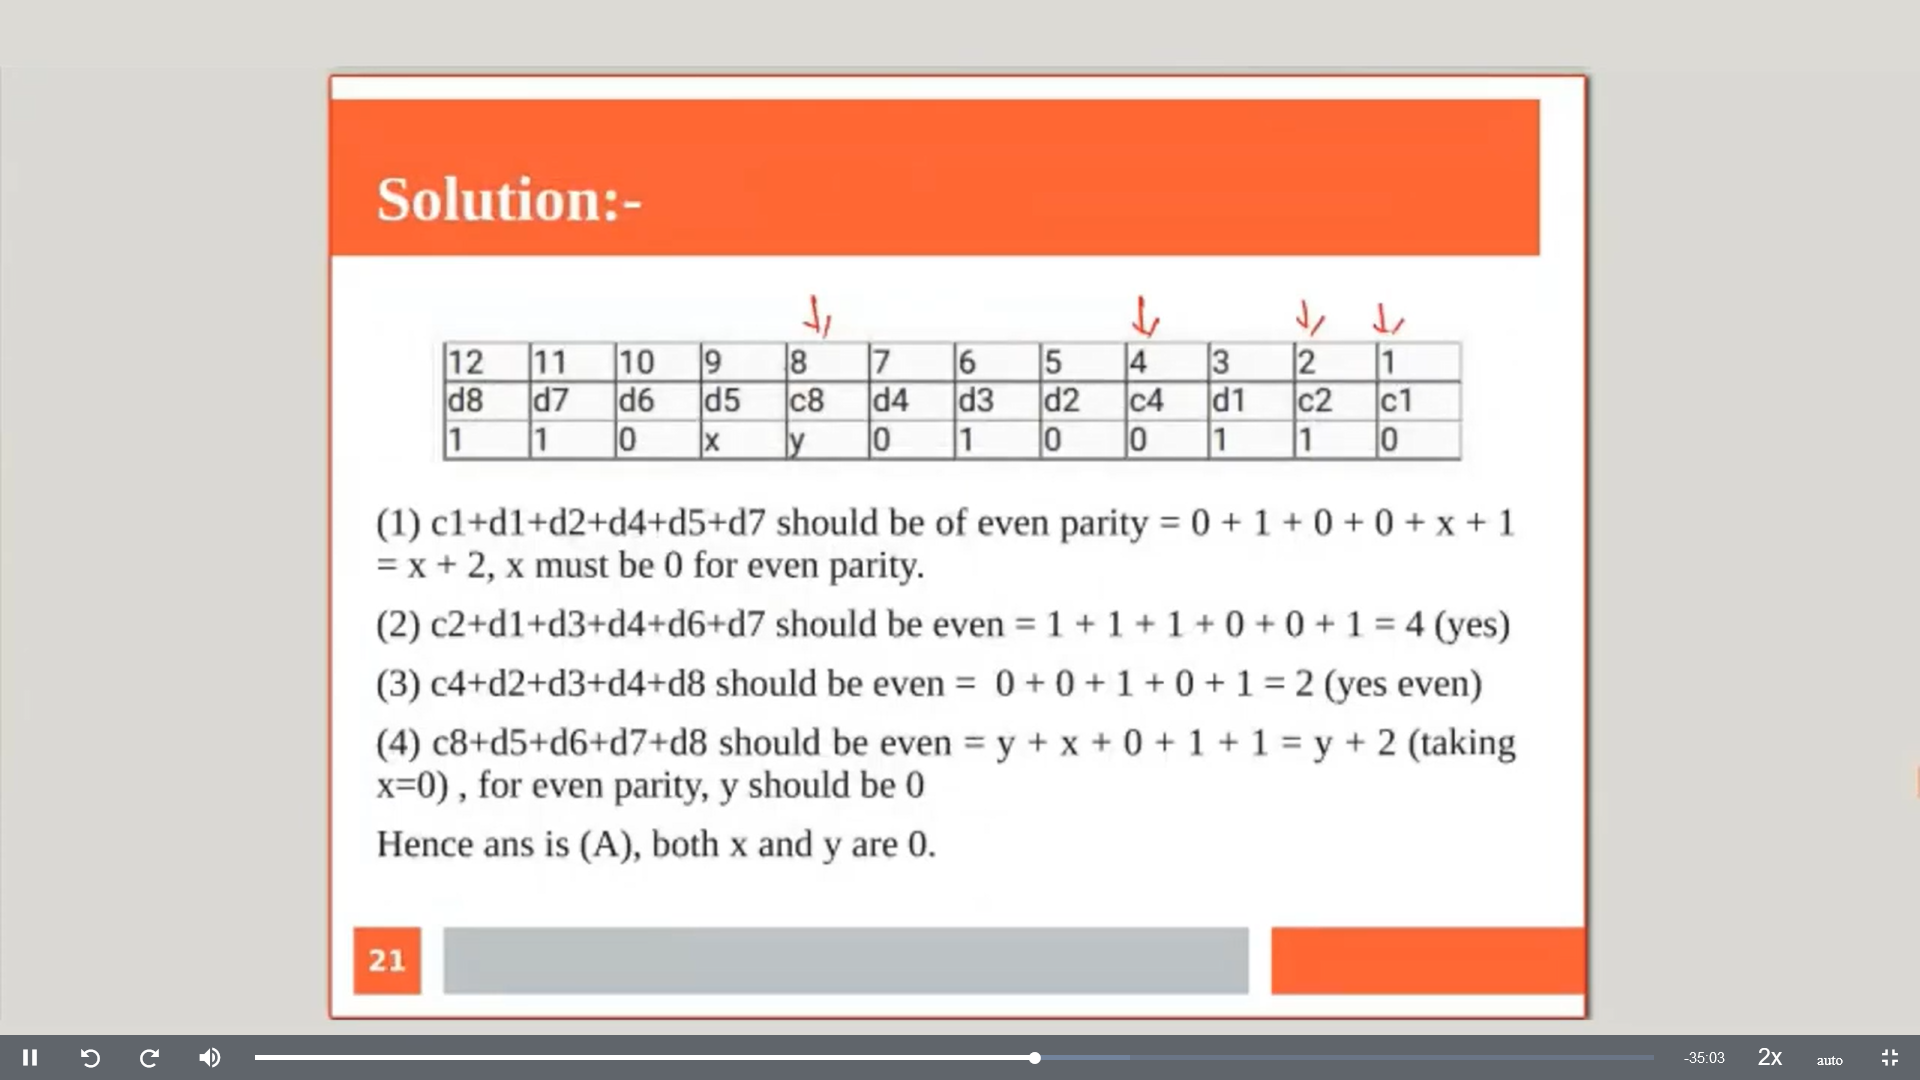 Solution:-
12 11 10 9 8 7 6 5 4 3 2 1
d8 d7 d6 d5 c8 d4 d3 d2 c4 d1 c2 c1
1 1 0 x y 0 1 0 0 1 1 0
(1) c1+d1+d2+d4+d5+d7 should be of even parity = 0 + 1 + 0 + 0 + x + 1
= x + 2, x must be 0 for even parity.
(2) c2+d1+d3+d4+d6+d7 should be even = 1 + 1 + 1 + 0 + 0 + 1 = 4 (yes)
(3) c4+d2+d3+d4+d8 should be even = 0 + 0 + 1 + 0 + 1 = 2 (yes even)
(4) c8+d5+d6+d7+d8 should be even = y + x + 0 + 1 + 1 = y + 2 (taking
x=0) , for even parity, y should be 0
Hence ans is (A), both x and y are 0.
21
-35:03 2x auto